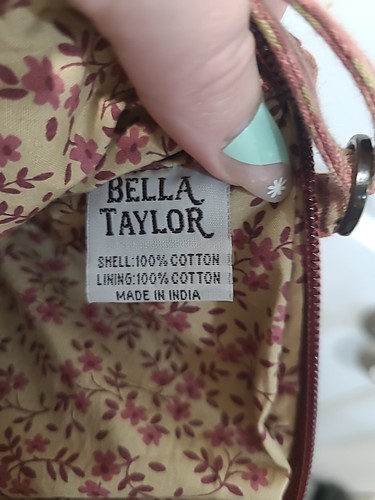 BELLA
TAYLOR
SHELL:100% COTTON
LINING:100% COTTON
MADE IN INDIA